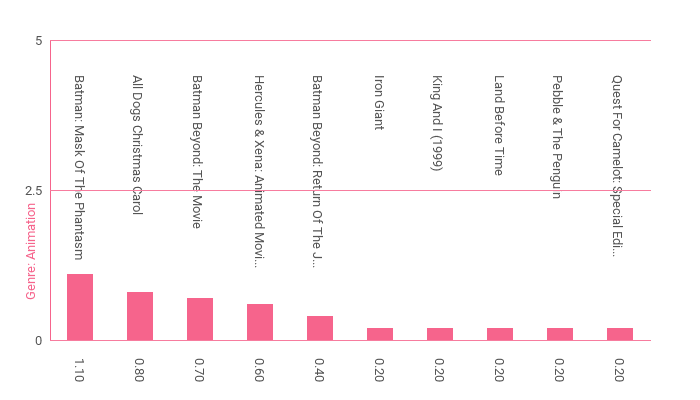 5
2.5
0
Genre: Animation
Batman: Mask Of The Phantasm
All Dogs Christmas Carol
Batman Beyond: The Movie
Hercules & Xena: Animated Movi...
Batman Beyond: Return Of The J...
Iron Giant
King And I (1999)
Land Before Time
Pebble & The Penguin
Quest For Camelot: Special Edi...
1.10
0.80
0.70
0.60
0.40
0.20
0.20
0.20
0.20
0.20